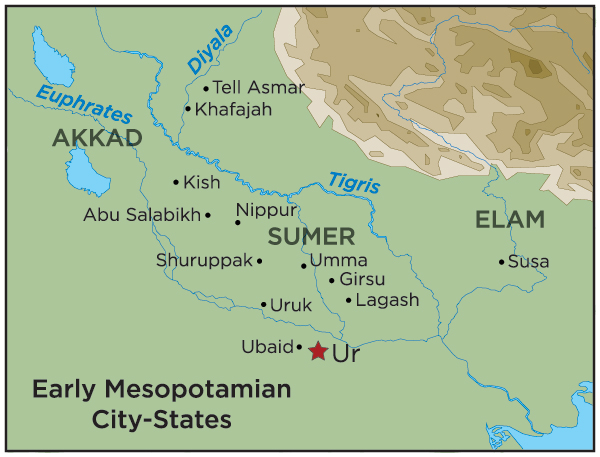 Diyala
Tell Asmar
Khafajah
Euphrates
AKKAD
Kish
Tigris
Abu Salabikh
Nippur
ELAM
SUMER
Shuruppak
Umma
Susa
Girsu
Lagash
Uruk
Ubaid
Ur
Early Mesopotamian
City-States